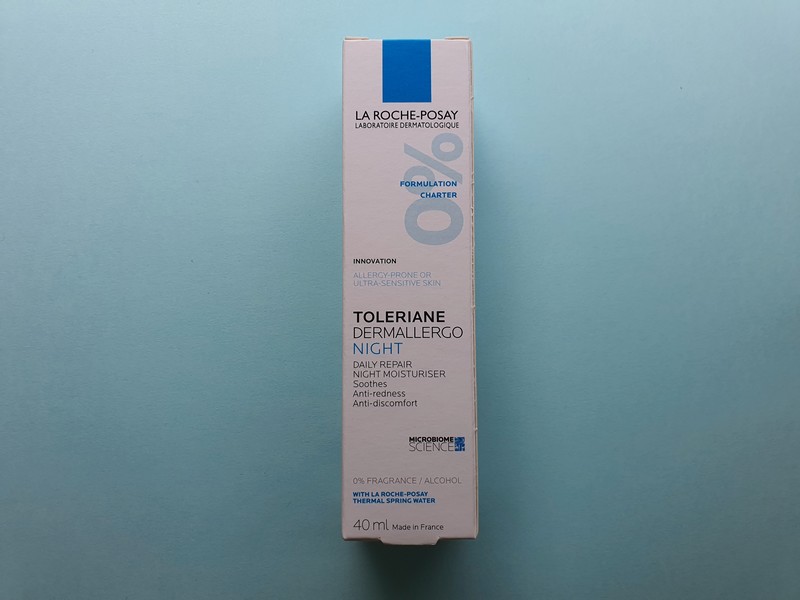 LA ROCHE-POSAY
LABORATOIRE DERMATOLOGIQUE
0%
FORMULATION
CHARTER
INNOVATION
ALLERGY-PRONE OR
ULTRA-SENSITIVE SKIN
TOLERIANE
DERMALLERGO
NIGHT
DAILY REPAIR
NIGHT MOISTURISER
Soothes
Anti-redness
Anti-discomfort
MICROBIOME
SCIENCE
0% FRAGRANCE / ALCOHOL
WITH LA ROCHE-POSAY
THERMAL SPRING WATER
40 ml Made in France